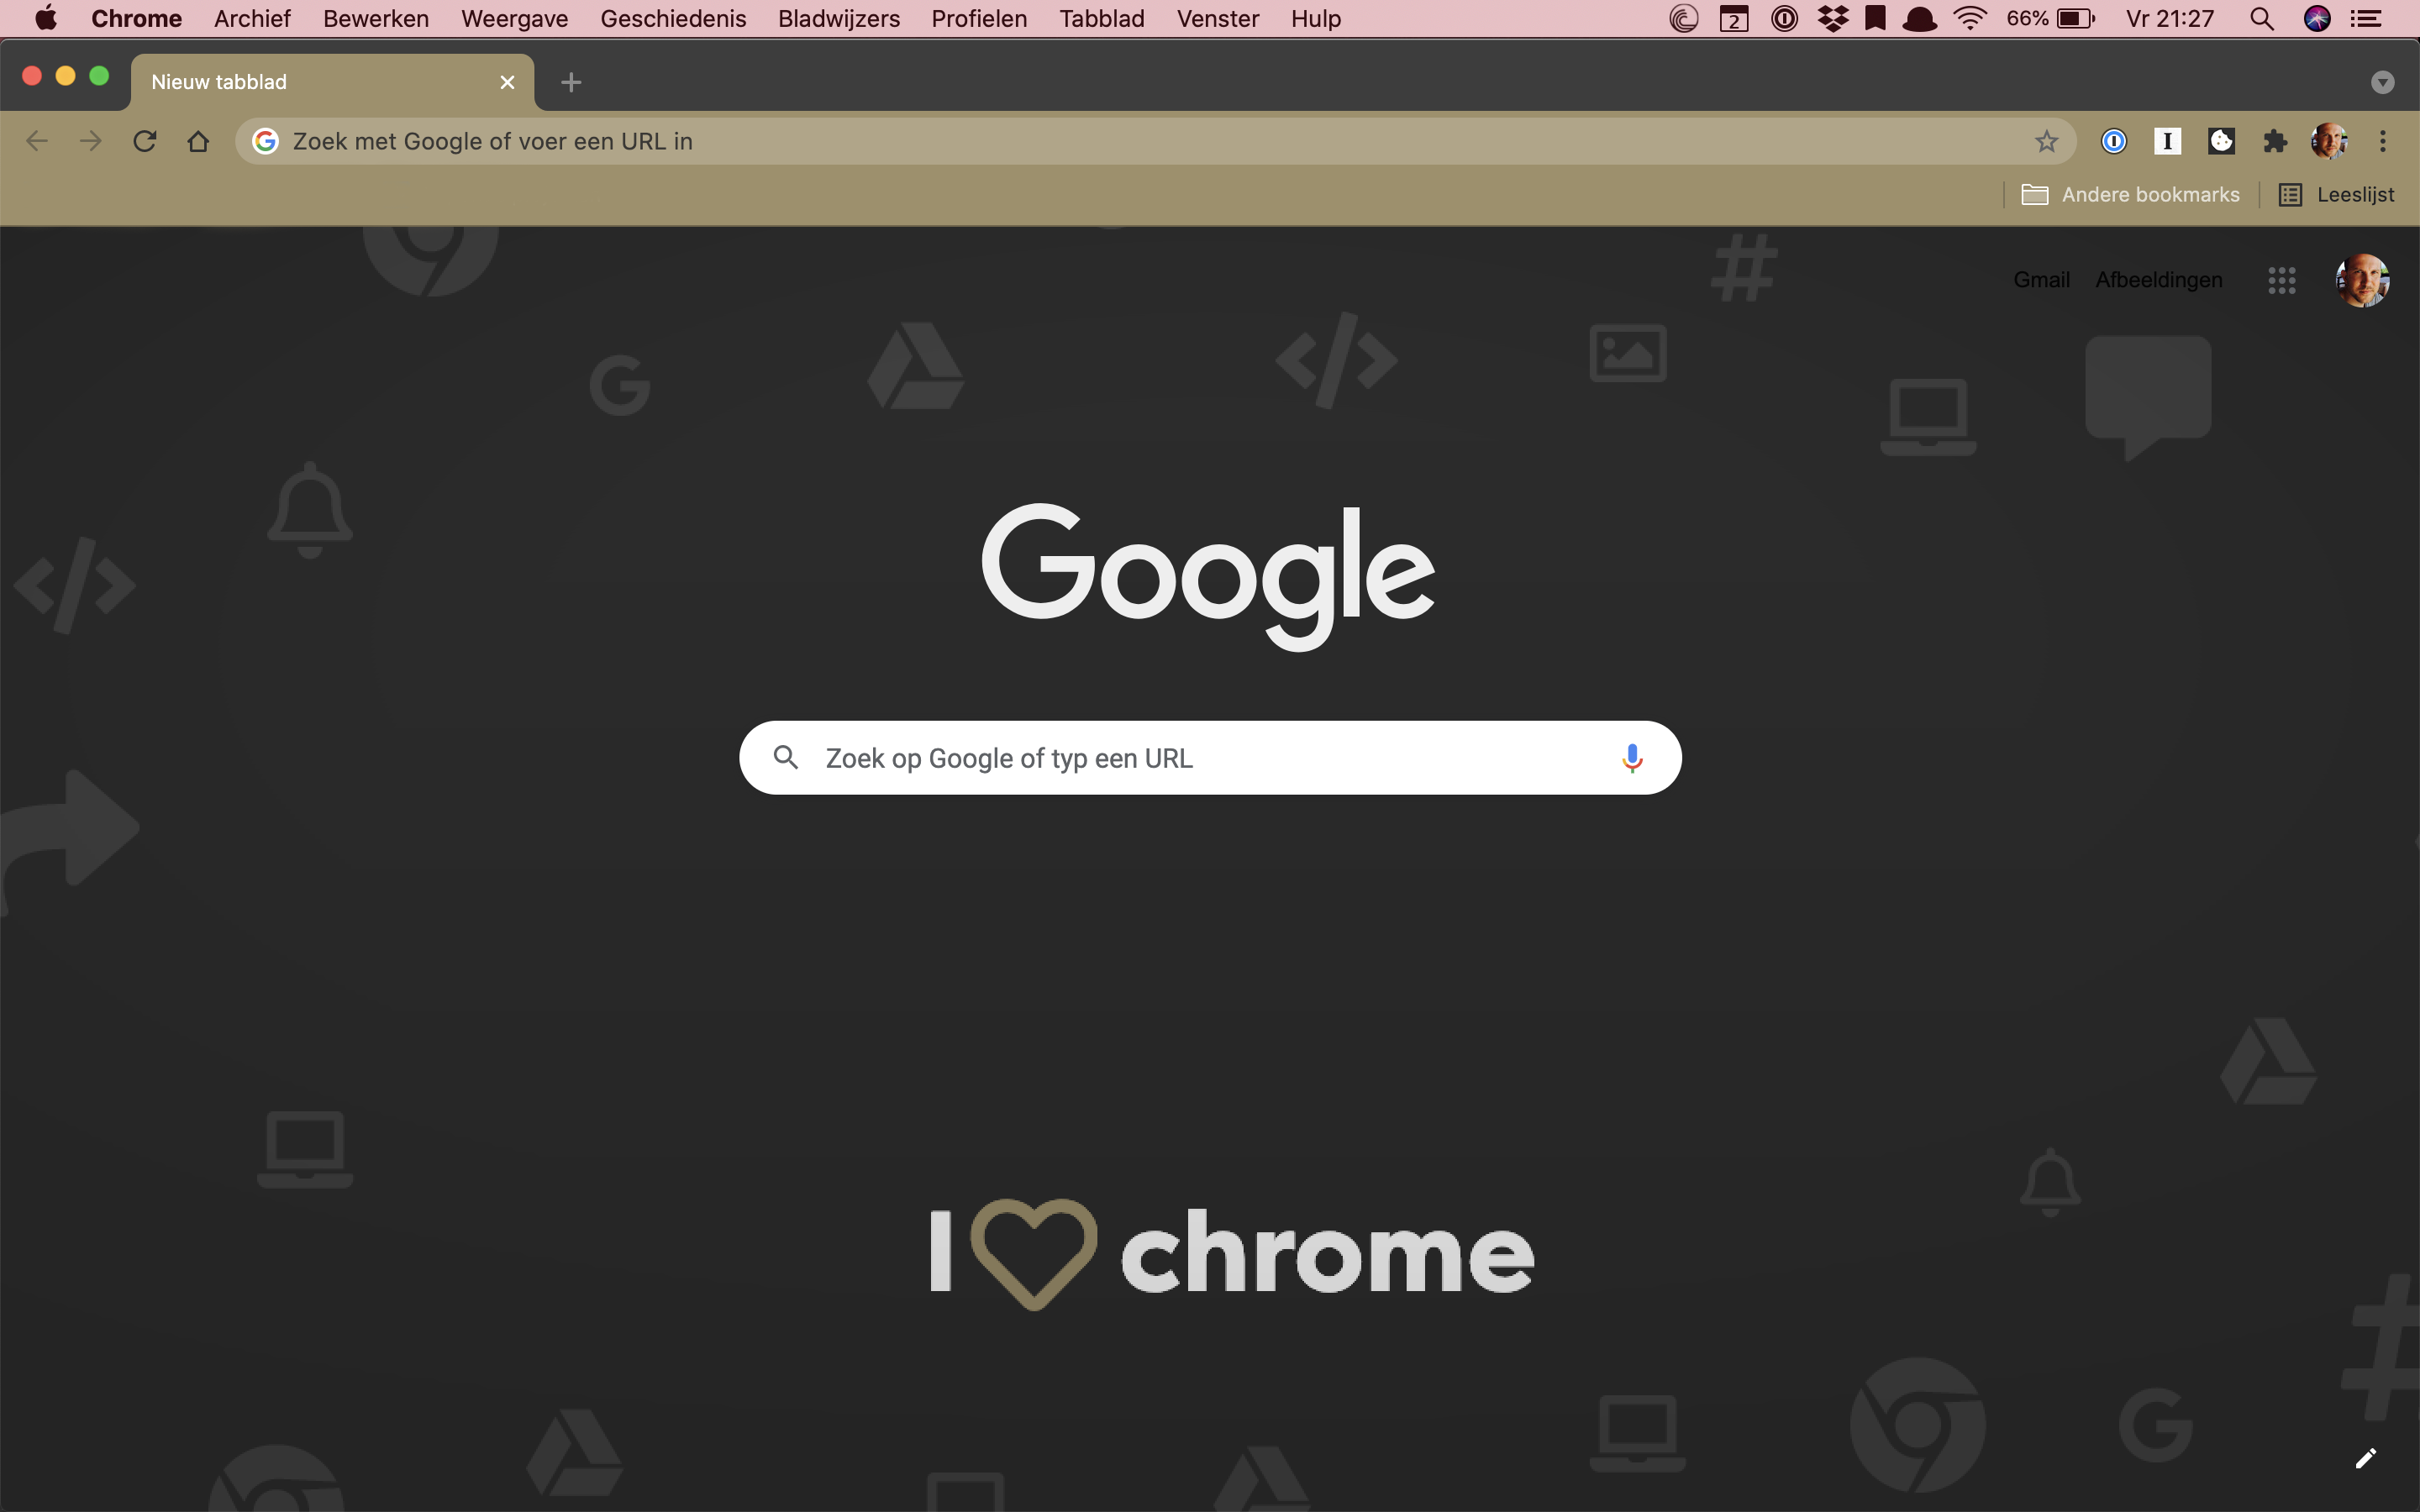 Chrome Archief Bewerken Weergave Geschiedenis Bladwijzers Profielen Tabblad Venster Hulp 2 66% Vr 21:27
Nieuw tabblad
Zoek met Google of voer een URL in
Andere bookmarks Leeslijst
Gmail Afbeeldingen
Google
Zoek op Google of typ een URL
I chrome